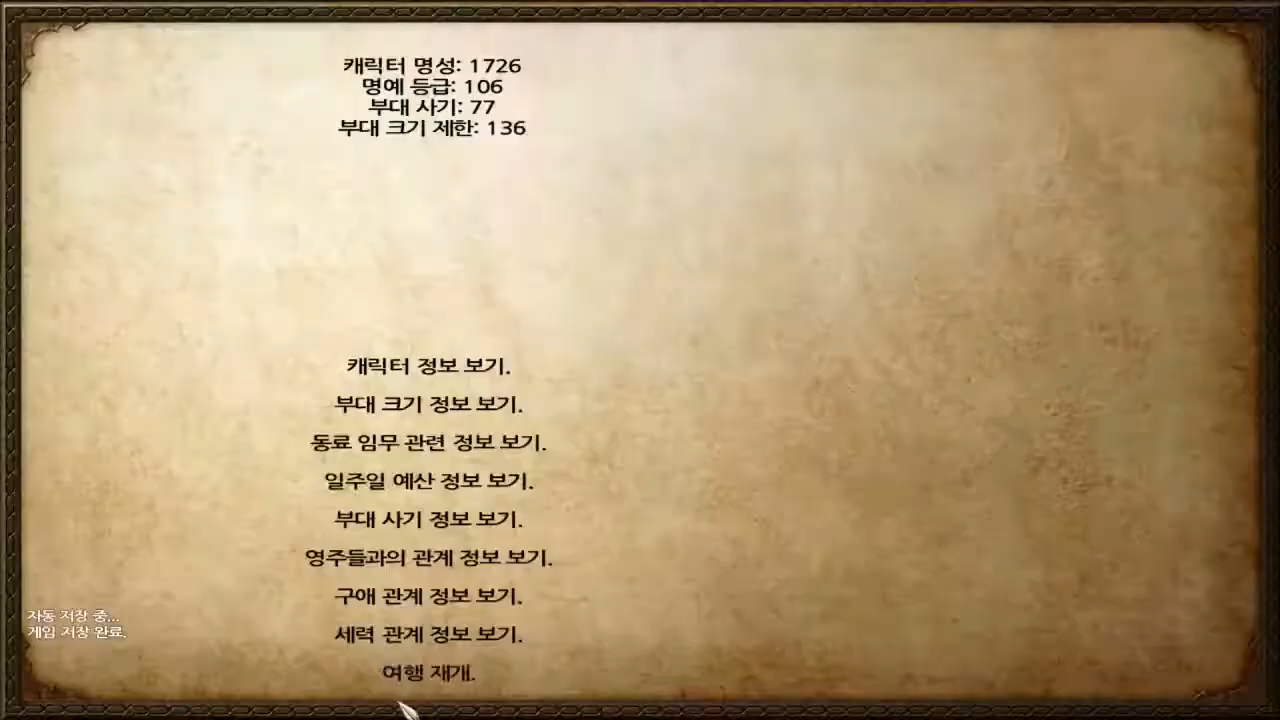 캐릭터 명성: 1726
명예 등급: 106
부대 사기: 77
부대 크기 제한: 136
캐릭터 정보 보기.
부대 크기 정보 보기.
동료 임무 관련 정보 보기.
일주일 예산 정보 보기.
부대 사기 정보 보기.
영주들과의 관계 정보 보기.
구애 관계 정보 보기.
세력 관계 정보 보기.
여행 재개.
자동 저장 중...
게임 저장 완료.